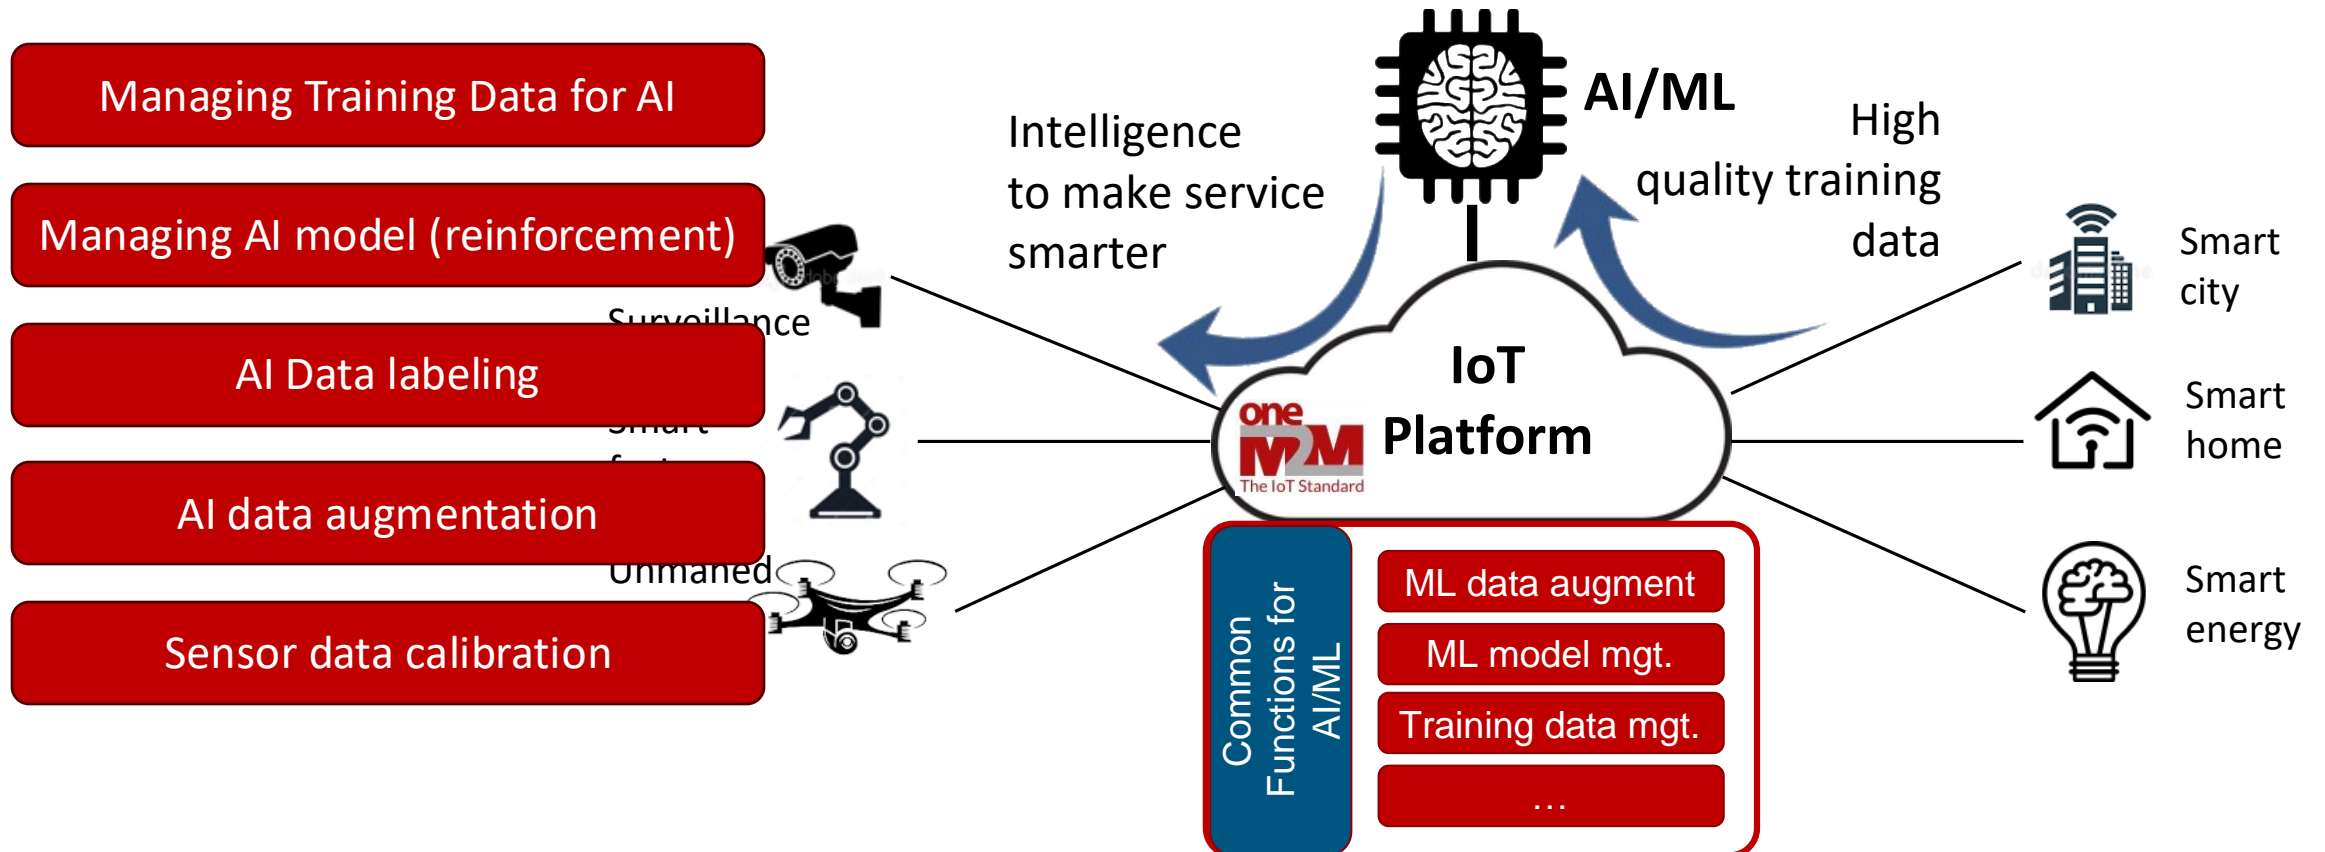 Managing Training Data for AI
Managing AI model (reinforcement)
Surveillance
AI Data labeling
Smart
AI data augmentation
Unmaned
Sensor data calibration
Intelligence
to make service
smarter
AI/ML
High
quality training
data
IoT
Platform
one
M2M
The IoT Standard
Common
Functions for
AI/ML
ML data augment
ML model mgt.
Training data mgt.
…
Smart
city
Smart
home
Smart
energy